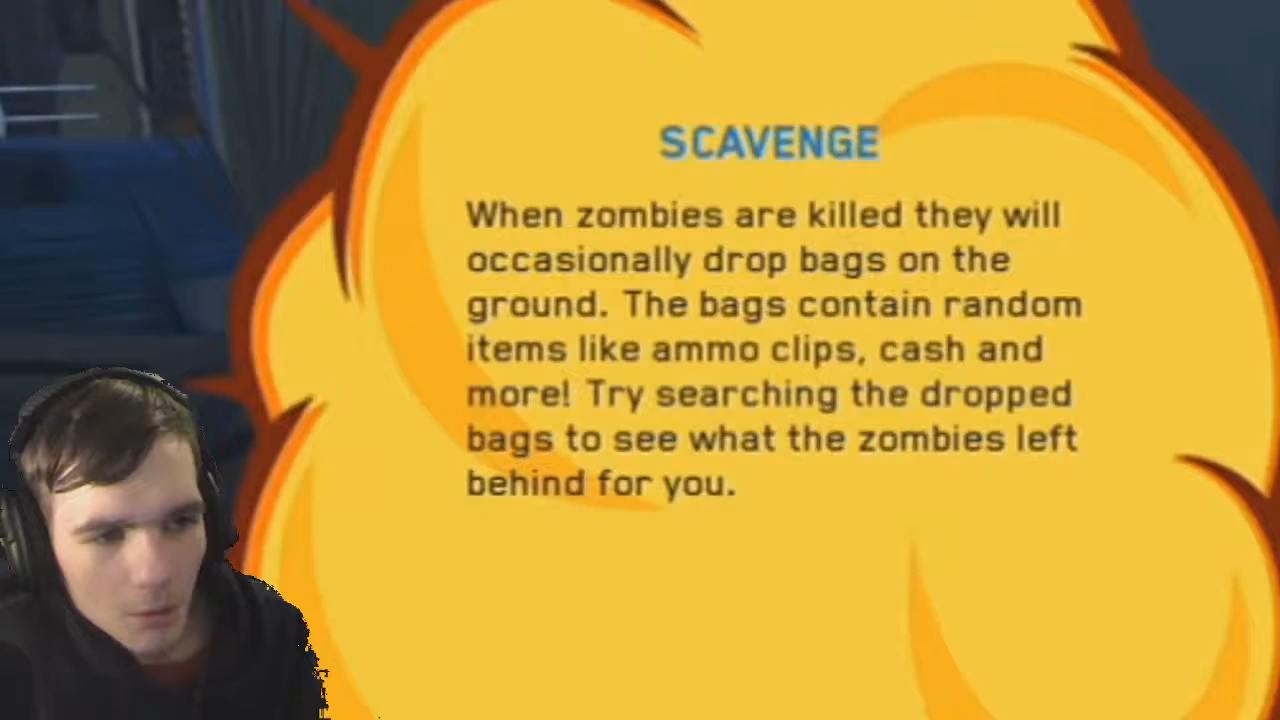 SCAVENGE
When zombies are killed they will
occasionally drop bags on the
ground. The bags contain random
items like ammo clips, cash and
more! Try searching the dropped
bags to see what the zombies left
behind for you.